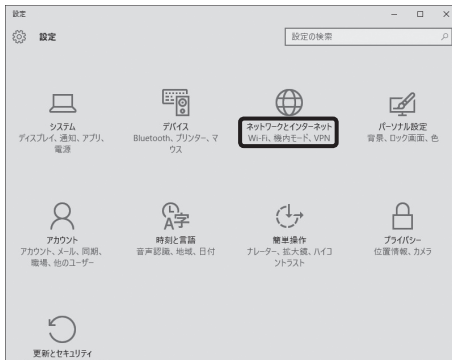 設定
設定
設定の検索
システム
ディスプレイ、通知、アプリ、
電源
デバイス
Bluetooth、プリンター、マ
ウス
ネットワークとインターネット
Wi-Fi、機内モード、VPN
パーソナル設定
背景、ロック画面、色
アカウント
アカウント、メール、同期、
職場、他のユーザー
時刻と言語
音声認識、地域、日付
簡単操作
ナレーター、拡大鏡、ハイコ
ントラスト
プライバシー
位置情報、カメラ
更新とセキュリティ